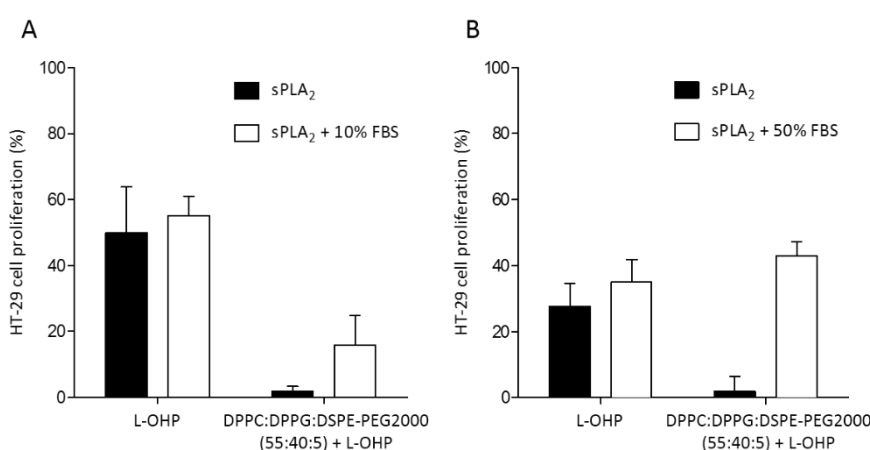 A
HT-29 cell proliferation (%)
100
80
60
40
20
0
sPLA₂
sPLA₂ + 10% FBS
L-OHP
DPPC:DPPG:DSPE-PEG2000
(55:40:5) + L-OHP
B
HT-29 cell proliferation (%)
100
80
60
40
20
0
sPLA₂
sPLA₂ + 50% FBS
L-OHP
DPPC:DPPG:DSPE-PEG2000
(55:40:5) + L-OHP